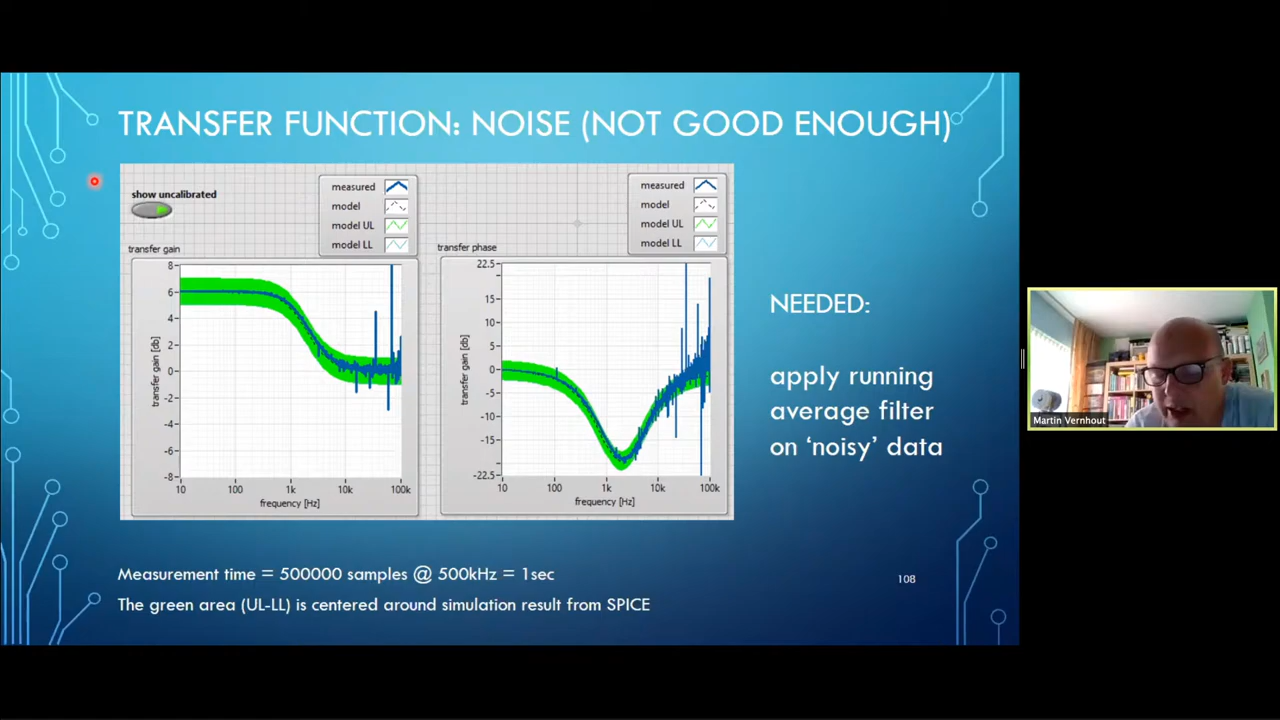 TRANSFER FUNCTION: NOISE (NOT GOOD ENOUGH)
show uncalibrated
measured
model
model UL
model LL
measured
model
model UL
model LL
transfer gain
transfer gain [db]
8
6
4
2
0
-2
-4
-6
-8
10
100
1k
10k
100k
frequency [Hz]
transfer phase
transfer gain [db]
22.5
15
10
5
0
-5
-10
-15
-22.5
10
100
1k
10k
100k
frequency [Hz]
NEEDED:
apply running
average filter
on ‘noisy’ data
Measurement time = 500000 samples @ 500kHz = 1sec
The green area (UL-LL) is centered around simulation result from SPICE
108
Martin Vernhout